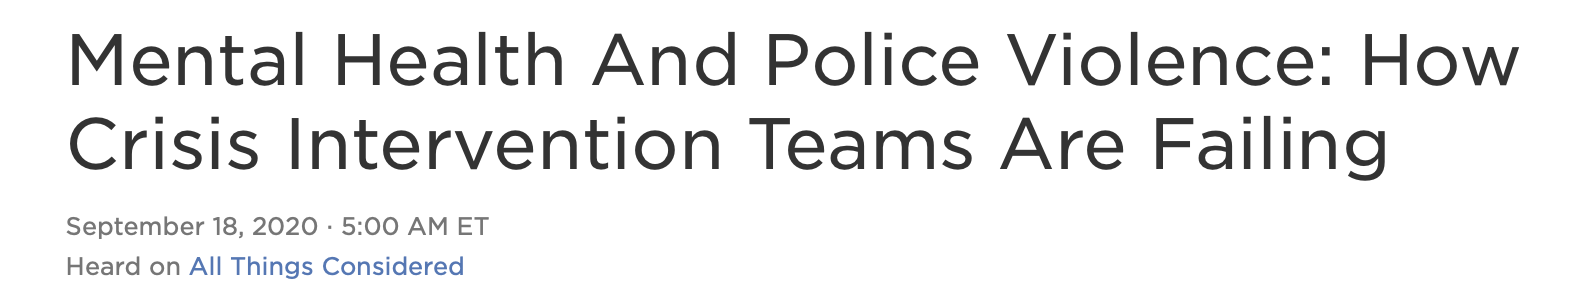 Mental Health And Police Violence: How
Crisis Intervention Teams Are Failing
September 18, 2020 · 5:00 AM ET
Heard on All Things Considered